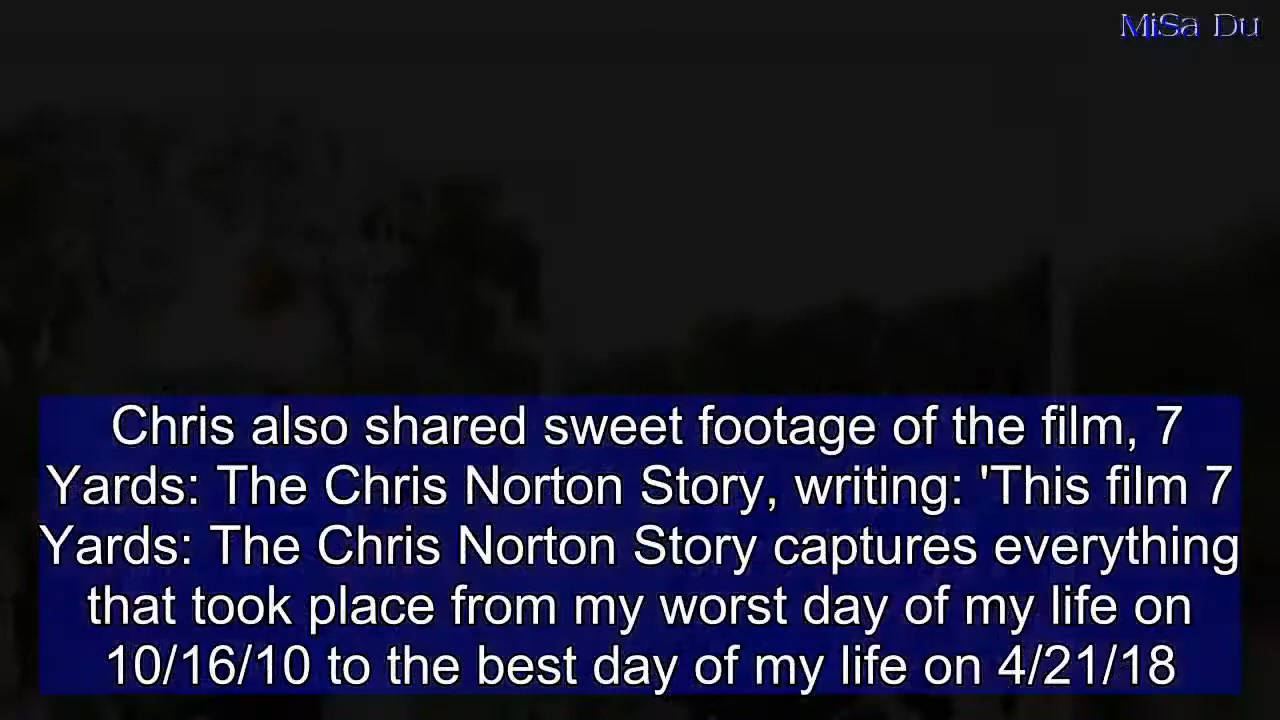 MiSa Du
Chris also shared sweet footage of the film, 7
Yards: The Chris Norton Story, writing: 'This film 7
Yards: The Chris Norton Story captures everything
that took place from my worst day of my life on
10/16/10 to the best day of my life on 4/21/18